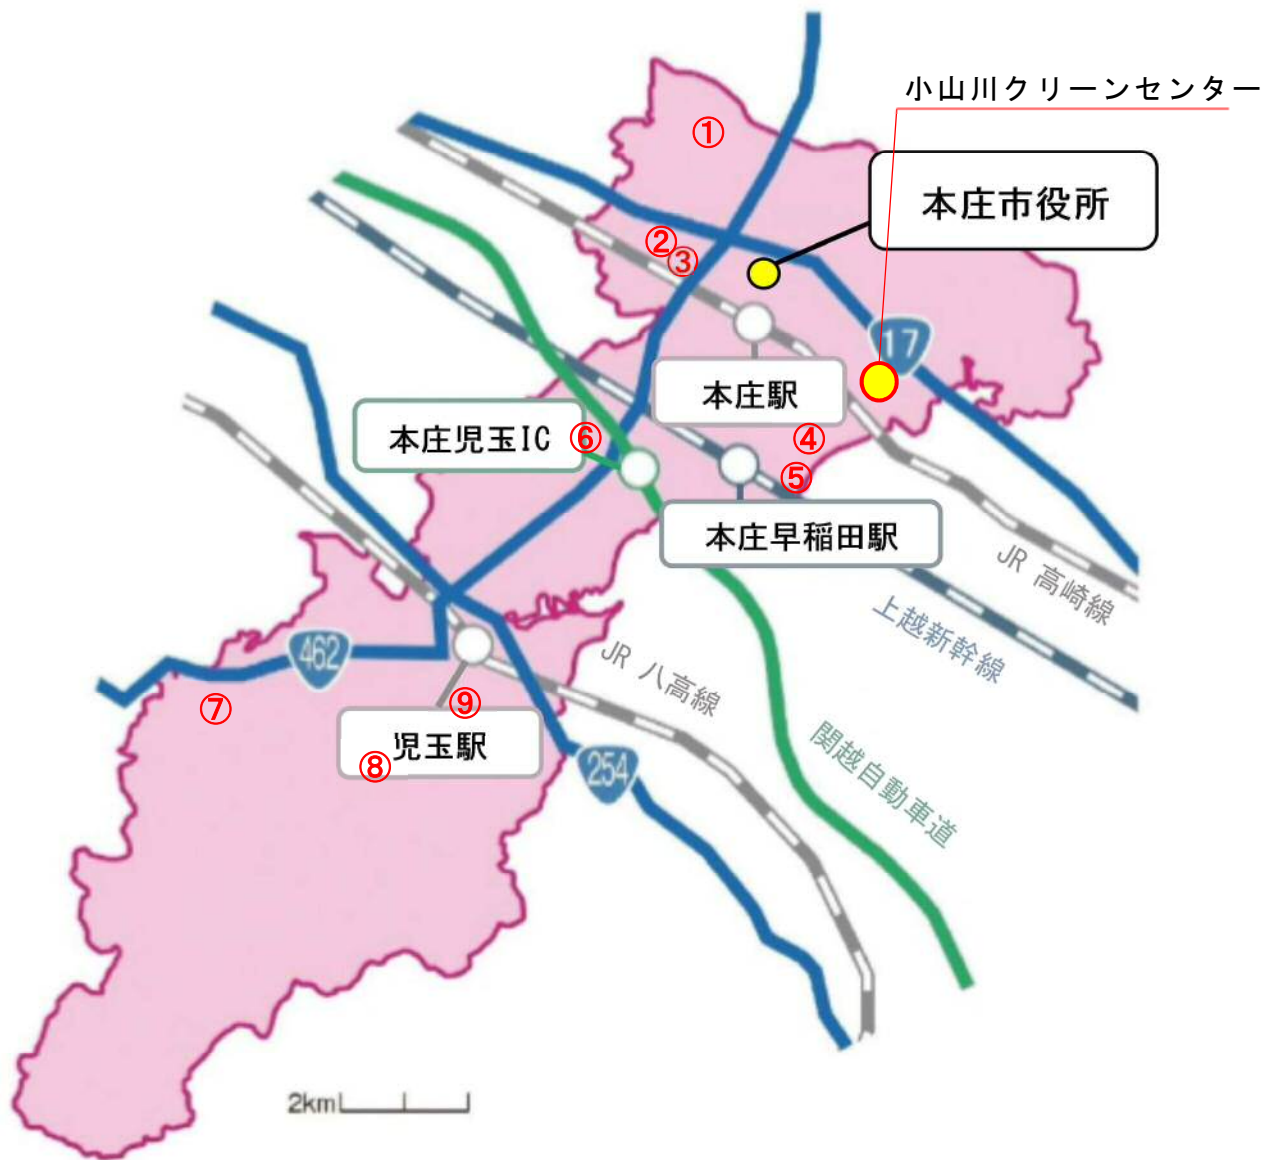 小山川クリーンセンター
①
本庄市役所
②
③
17
本庄駅
本庄児玉IC
⑥
④
⑤
本庄早稲田駅
JR 高崎線
上越新幹線
462
JR 八高線
⑦
⑨
児玉駅
⑧
254
関越自動車道
2km